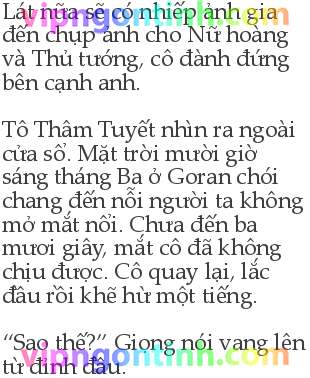 Lát nữa sẽ có nhiếp ảnh gia
đến chụp ảnh cho Nữ hoàng
và Thủ tướng, cô đành đứng
bên cạnh anh.
Tô Thâm Tuyết nhìn ra ngoài
cửa sổ. Mặt trời mười giờ
sáng tháng Ba ở Goran chói
chang đến nỗi người ta không
mở mắt nổi. Chưa đến ba
mươi giây, mắt cô đã không
chịu được. Cô quay lại, lắc
đầu rồi khẽ hừ một tiếng.
“Sao thế?” Giọng nói vang lên
từ đỉnh đầu.
vipngontinh.com
vipngontinh.com